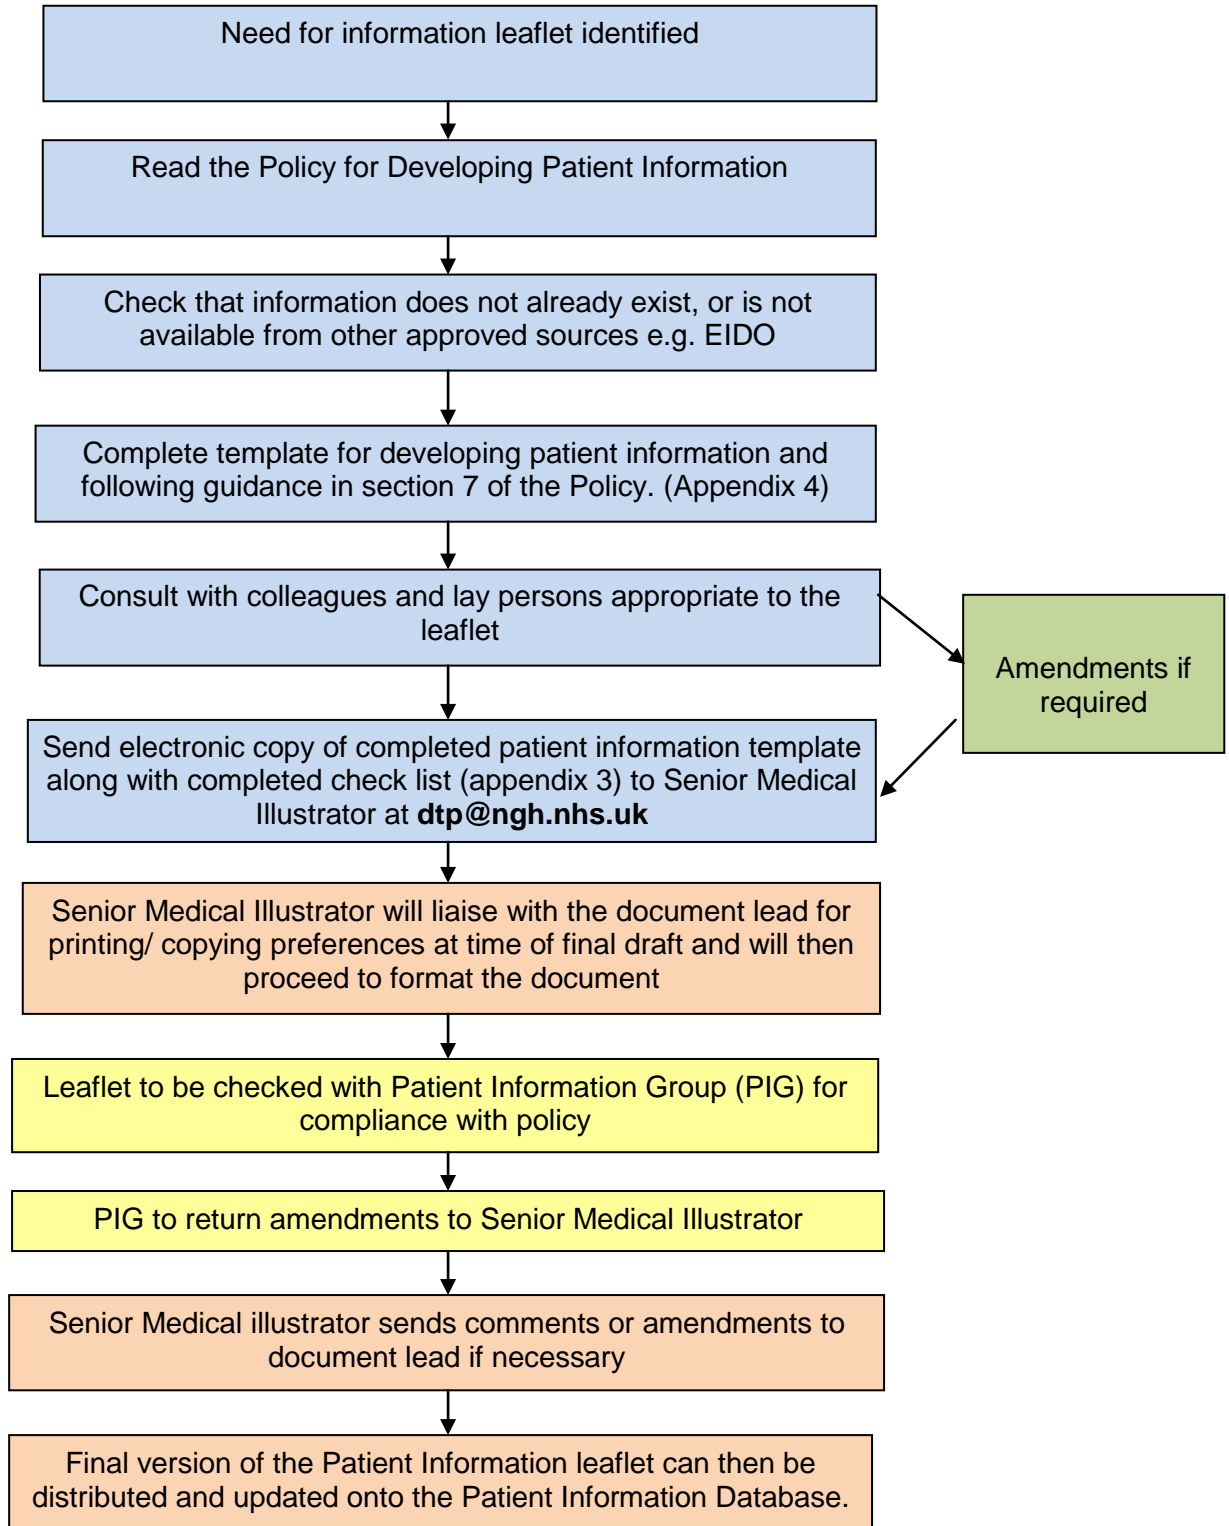 Need for information leaflet identified
Read the Policy for Developing Patient Information
Check that information does not already exist, or is not
available from other approved sources e.g. EIDO
Complete template for developing patient information and
following guidance in section 7 of the Policy. (Appendix 4)
Consult with colleagues and lay persons appropriate to the
leaflet
Amendments if
required
Send electronic copy of completed patient information template
along with completed check list (appendix 3) to Senior Medical
Illustrator at dtp@ngh.nhs.uk
Senior Medical Illustrator will liaise with the document lead for
printing/ copying preferences at time of final draft and will then
proceed to format the document
Leaflet to be checked with Patient Information Group (PIG) for
compliance with policy
PIG to return amendments to Senior Medical Illustrator
Senior Medical illustrator sends comments or amendments to
document lead if necessary
Final version of the Patient Information leaflet can then be
distributed and updated onto the Patient Information Database.